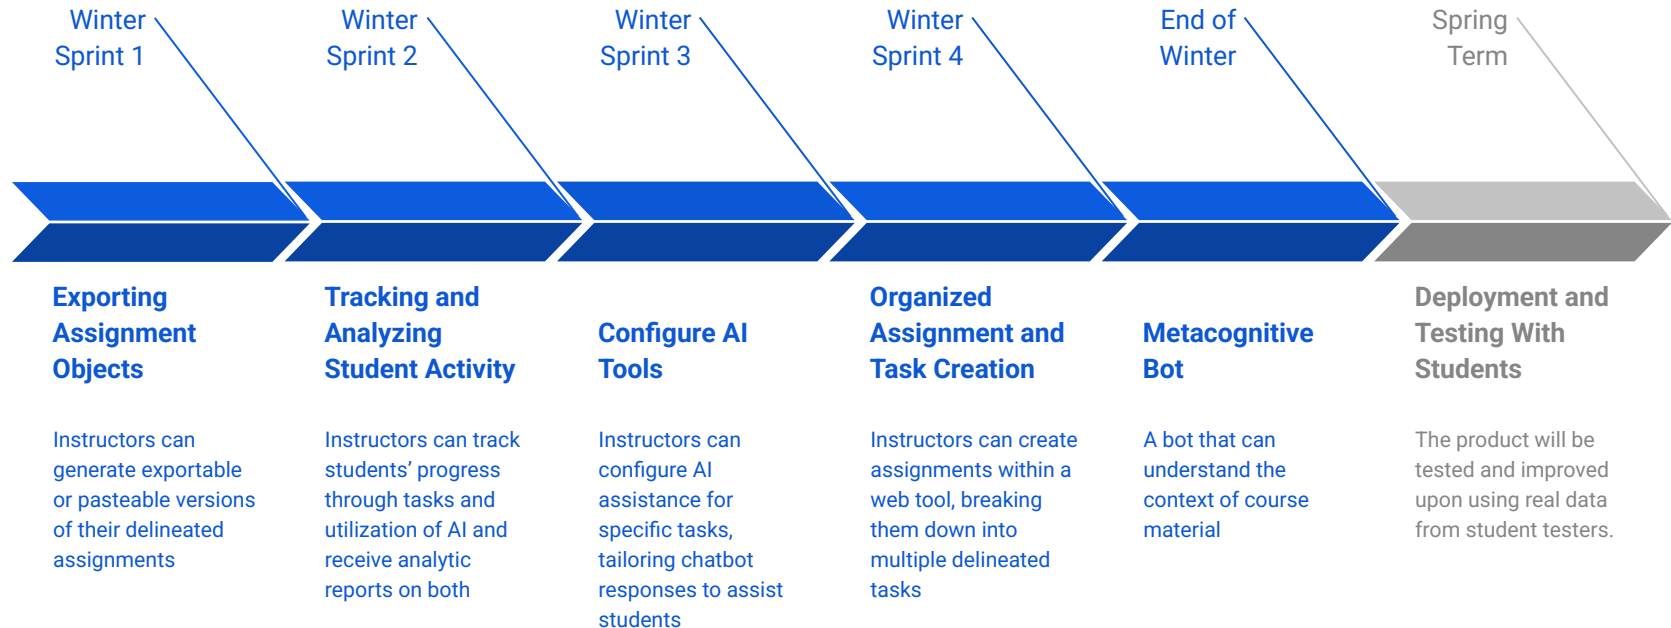 Winter
Sprint 1
Winter
Sprint 2
Winter
Sprint 3
Winter
Sprint 4
End of
Winter
Spring
Term
Exporting
Assignment
Objects
Instructors can
generate exportable
or pasteable versions
of their delineated
assignments
Tracking and
Analyzing
Student Activity
Instructors can track
students’ progress
through tasks and
utilization of AI and
receive analytic
reports on both
Configure AI
Tools
Instructors can
configure AI
assistance for
specific tasks,
tailoring chatbot
responses to assist
students
Organized
Assignment and
Task Creation
Instructors can create
assignments within a
web tool, breaking
them down into
multiple delineated
tasks
Metacognitive
Bot
A bot that can
understand the
context of course
material
Deployment and
Testing With
Students
The product will be
tested and improved
upon using real data
from student testers.